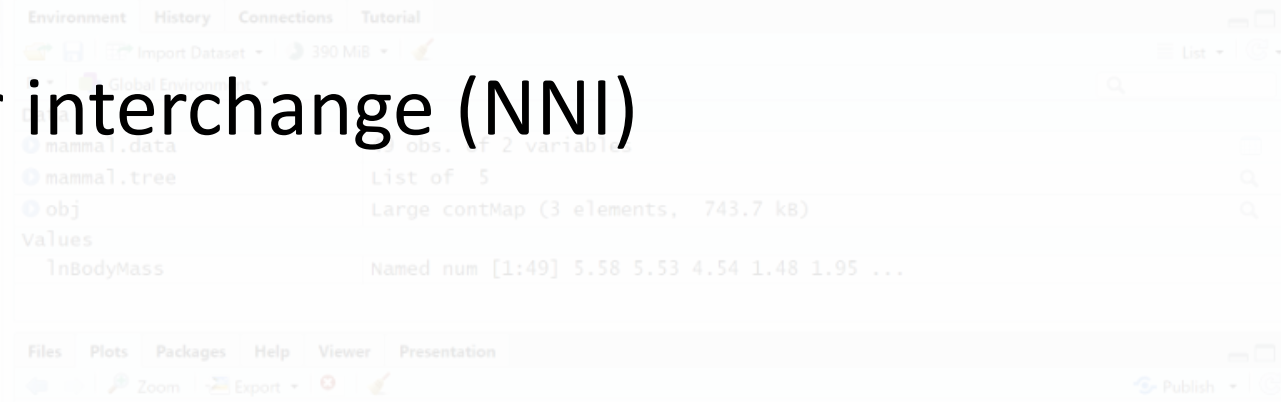 Environment History Connections Tutorial
Import Dataset 390 MiB List
Global Environment
interchange (NNI)
Data
mammal.data obs. of 2 variables
mammal.tree List of 5
obj Large contMap (3 elements, 743.7 kB)
Values
lnBodyMass Named num [1:49] 5.58 5.53 4.54 1.48 1.95 ...
Files Plots Packages Help Viewer Presentation
Zoom Export Publish